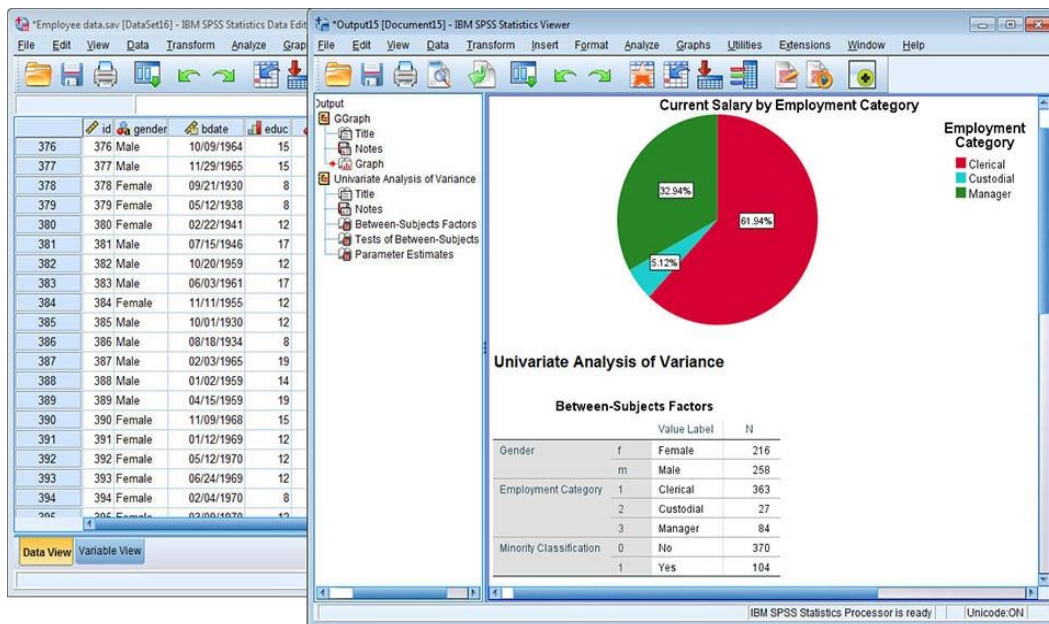 *Employee data.sav [DataSet16] - IBM SPSS Statistics Data Edit
File Edit View Data Transform Analyze Grap
id gender bdate educ
376 376 Male 10/09/1964 15
377 377 Male 11/29/1965 15
378 378 Female 09/21/1930 8
379 379 Female 05/12/1938 8
380 380 Female 02/22/1941 12
381 381 Male 07/15/1946 17
382 382 Male 10/20/1959 12
383 383 Male 06/03/1961 17
384 384 Female 11/11/1955 12
385 385 Male 10/01/1930 12
386 386 Male 08/18/1934 8
387 387 Male 02/03/1965 19
388 388 Male 01/02/1959 14
389 389 Male 04/15/1959 19
390 390 Female 11/09/1968 15
391 391 Female 01/12/1969 12
392 392 Female 05/12/1970 12
393 393 Female 06/24/1969 12
394 394 Female 02/04/1970 8
Data View Variable View
*Output15 [Document15] - IBM SPSS Statistics Viewer
File Edit View Data Transform Insert Format Analyze Graphs Utilities Extensions Window Help
Output
GGraph
Title
Notes
Graph
Univariate Analysis of Variance
Title
Notes
Between-Subjects Factors
Tests of Between-Subjects
Parameter Estimates
Current Salary by Employment Category
Employment
Category
Clerical
Custodial
Manager
32.94%
61.94%
5.12%
Univariate Analysis of Variance
Between-Subjects Factors
Value Label N
Gender f Female 216
m Male 258
Employment Category 1 Clerical 363
2 Custodial 27
3 Manager 84
Minority Classification 0 No 370
1 Yes 104
IBM SPSS Statistics Processor is ready Unicode:ON